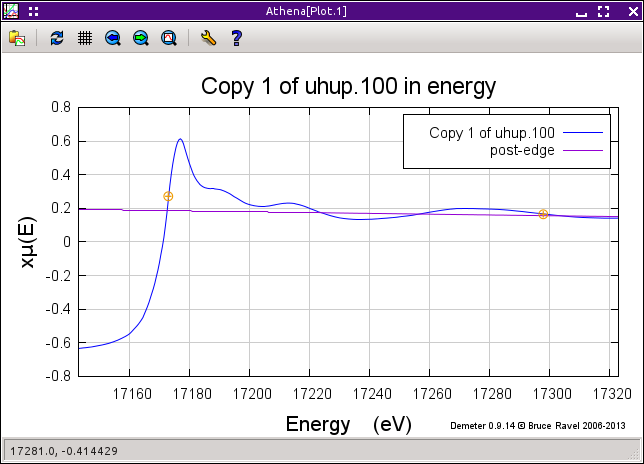 Athena[Plot.1]
Copy 1 of uhup.100 in energy
Copy 1 of uhup.100
post-edge
0.8
0.6
0.4
0.2
0
-0.2
-0.4
-0.6
-0.8
xμ(E)
17160 17180 17200 17220 17240 17260 17280 17300 17320
Energy (eV)
Demeter 0.9.14 © Bruce Ravel 2006-2013
17281.0, -0.414429